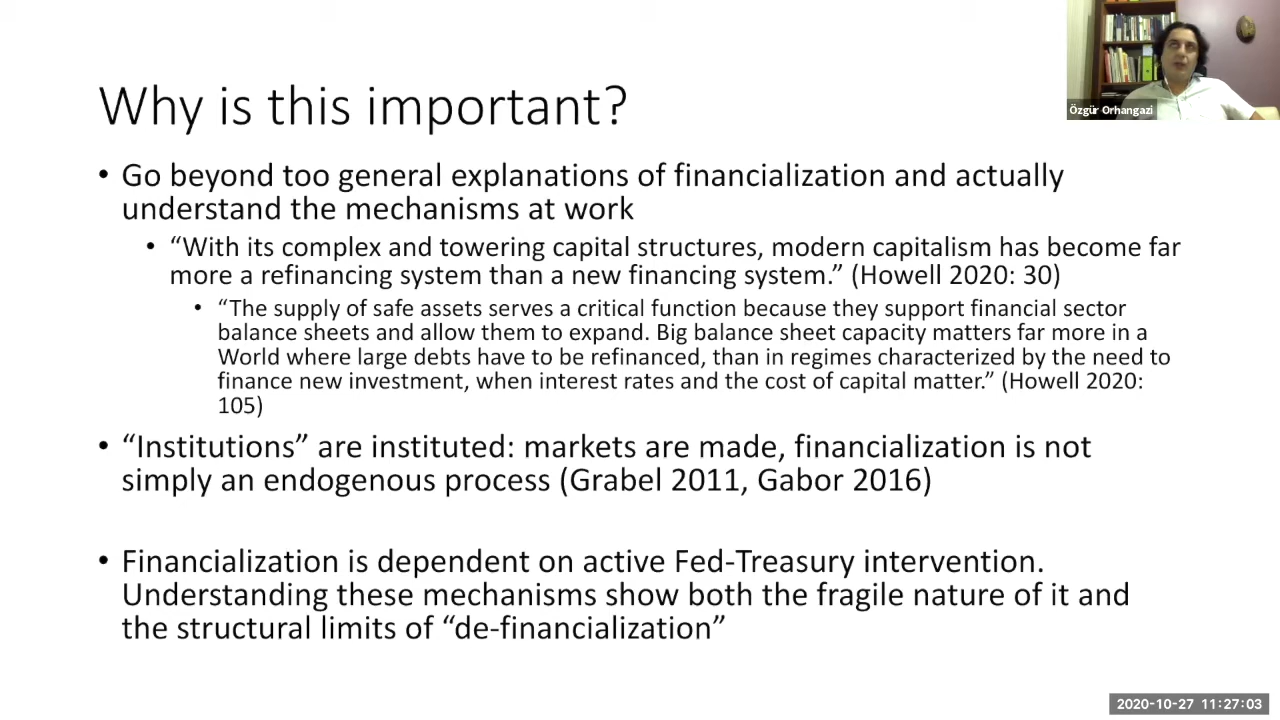 Özgür Orhangazi
Why is this important?
• Go beyond too general explanations of financialization and actually
understand the mechanisms at work
• “With its complex and towering capital structures, modern capitalism has become far
more a refinancing system than a new financing system.” (Howell 2020: 30)
• “The supply of safe assets serves a critical function because they support financial sector
balance sheets and allow them to expand. Big balance sheet capacity matters far more in a
World where large debts have to be refinanced, than in regimes characterized by the need to
finance new investment, when interest rates and the cost of capital matter.” (Howell 2020:
105)
• “Institutions” are instituted: markets are made, financialization is not
simply an endogenous process (Grabel 2011, Gabor 2016)
• Financialization is dependent on active Fed-Treasury intervention.
Understanding these mechanisms show both the fragile nature of it and
the structural limits of “de-financialization”
2020-10-27 11:27:03